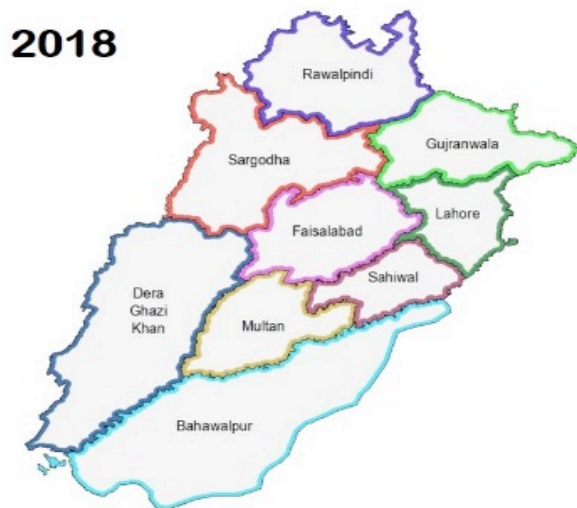 2018
Rawalpindi
Gujranwala
Sargodha
Lahore
Faisalabad
Sahiwal
Dera
Ghazi
Khan
Multan
Bahawalpur